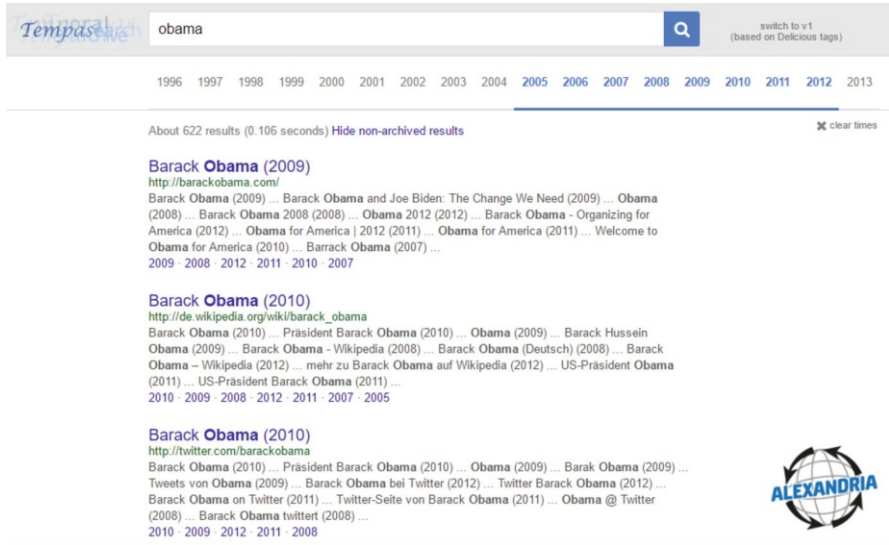 Tempas
obama
switch to v1
(based on Delicious tags)
1996 1997 1998 1999 2000 2001 2002 2003 2004 2005 2006 2007 2008 2009 2010 2011 2012 2013
About 622 results (0.106 seconds) Hide non-archived results
✖ clear times
Barack Obama (2009)
http://barackobama.com/
Barack Obama (2009) ... Barack Obama and Joe Biden: The Change We Need (2009) ... Obama
(2008) ... Barack Obama 2008 (2008) ... Obama 2012 (2012) ... Barack Obama - Organizing for
America (2012) ... Obama for America | 2012 (2011) ... Obama for America (2011) ... Welcome to
Obama for America (2010) ... Barrack Obama (2007) ...
2009 · 2008 · 2012 · 2011 · 2010 · 2007
Barack Obama (2010)
http://de.wikipedia.org/wiki/barack_obama
Barack Obama (2010) ... Präsident Barack Obama (2010) ... Obama (2009) ... Barack Hussein
Obama (2009) ... Barack Obama - Wikipedia (2008) ... Barack Obama (Deutsch) (2008) ... Barack
Obama – Wikipedia (2012) ... mehr zu Barack Obama auf Wikipedia (2012) ... US-Präsident Obama
(2011) ... US-Präsident Barack Obama (2011) ...
2010 · 2009 · 2008 · 2012 · 2011 · 2007 · 2005
Barack Obama (2010)
http://twitter.com/barackobama
Barack Obama (2010) ... Präsident Barack Obama (2010) ... Obama (2009) ... Barak Obama (2009) ...
Tweets von Obama (2009) ... Barack Obama bei Twitter (2012) ... Twitter Barack Obama (2012) ...
Barack Obama on Twitter (2011) ... Twitter-Seite von Barack Obama (2011) ... Obama @ Twitter
(2008) ... Barack Obama twittert (2008) ...
2010 · 2009 · 2012 · 2011 · 2008
ALEXANDRIA